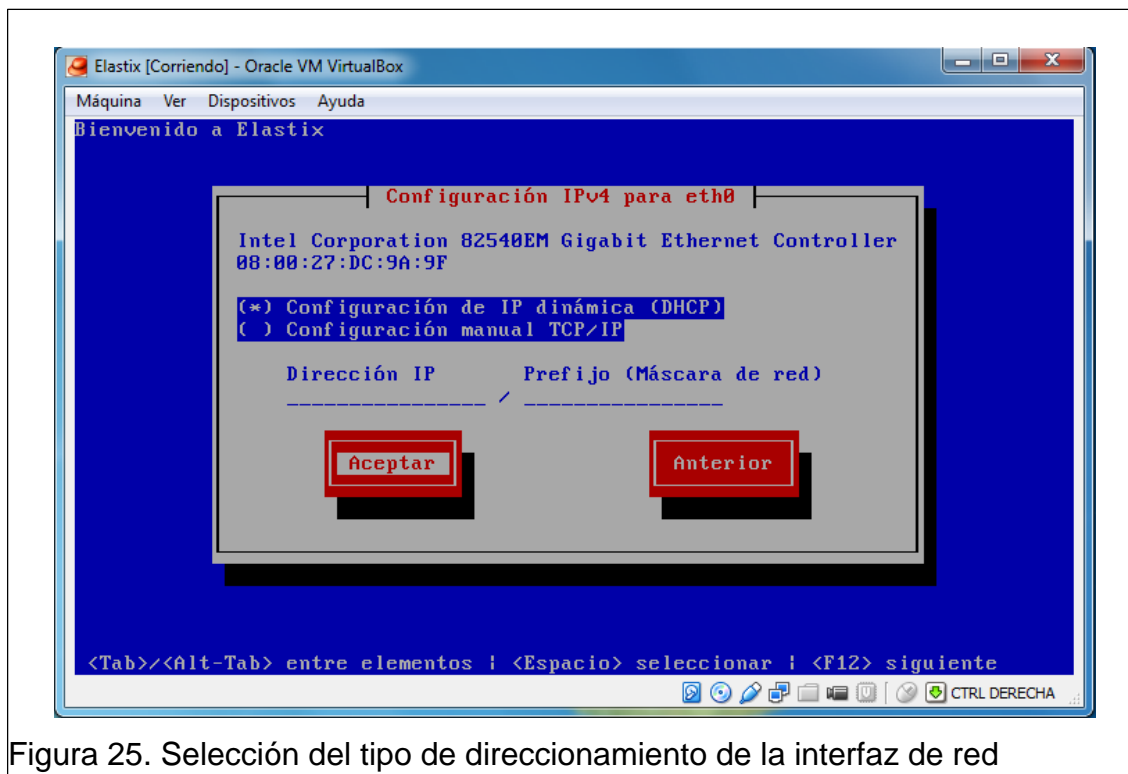 Elastix [Corriendo] - Oracle VM VirtualBox
Máquina Ver Dispositivos Ayuda
Bienvenido a Elastix
Configuración IPv4 para eth0
Intel Corporation 82540EM Gigabit Ethernet Controller
08:00:27:DC:9A:9F
(*) Configuración de IP dinámica (DHCP)
( ) Configuración manual TCP/IP
Dirección IP Prefijo (Máscara de red)
________________ / ________________
Aceptar Anterior
<Tab>/<Alt-Tab> entre elementos | <Espacio> seleccionar | <F12> siguiente
CTRL DERECHA
Figura 25. Selección del tipo de direccionamiento de la interfaz de red